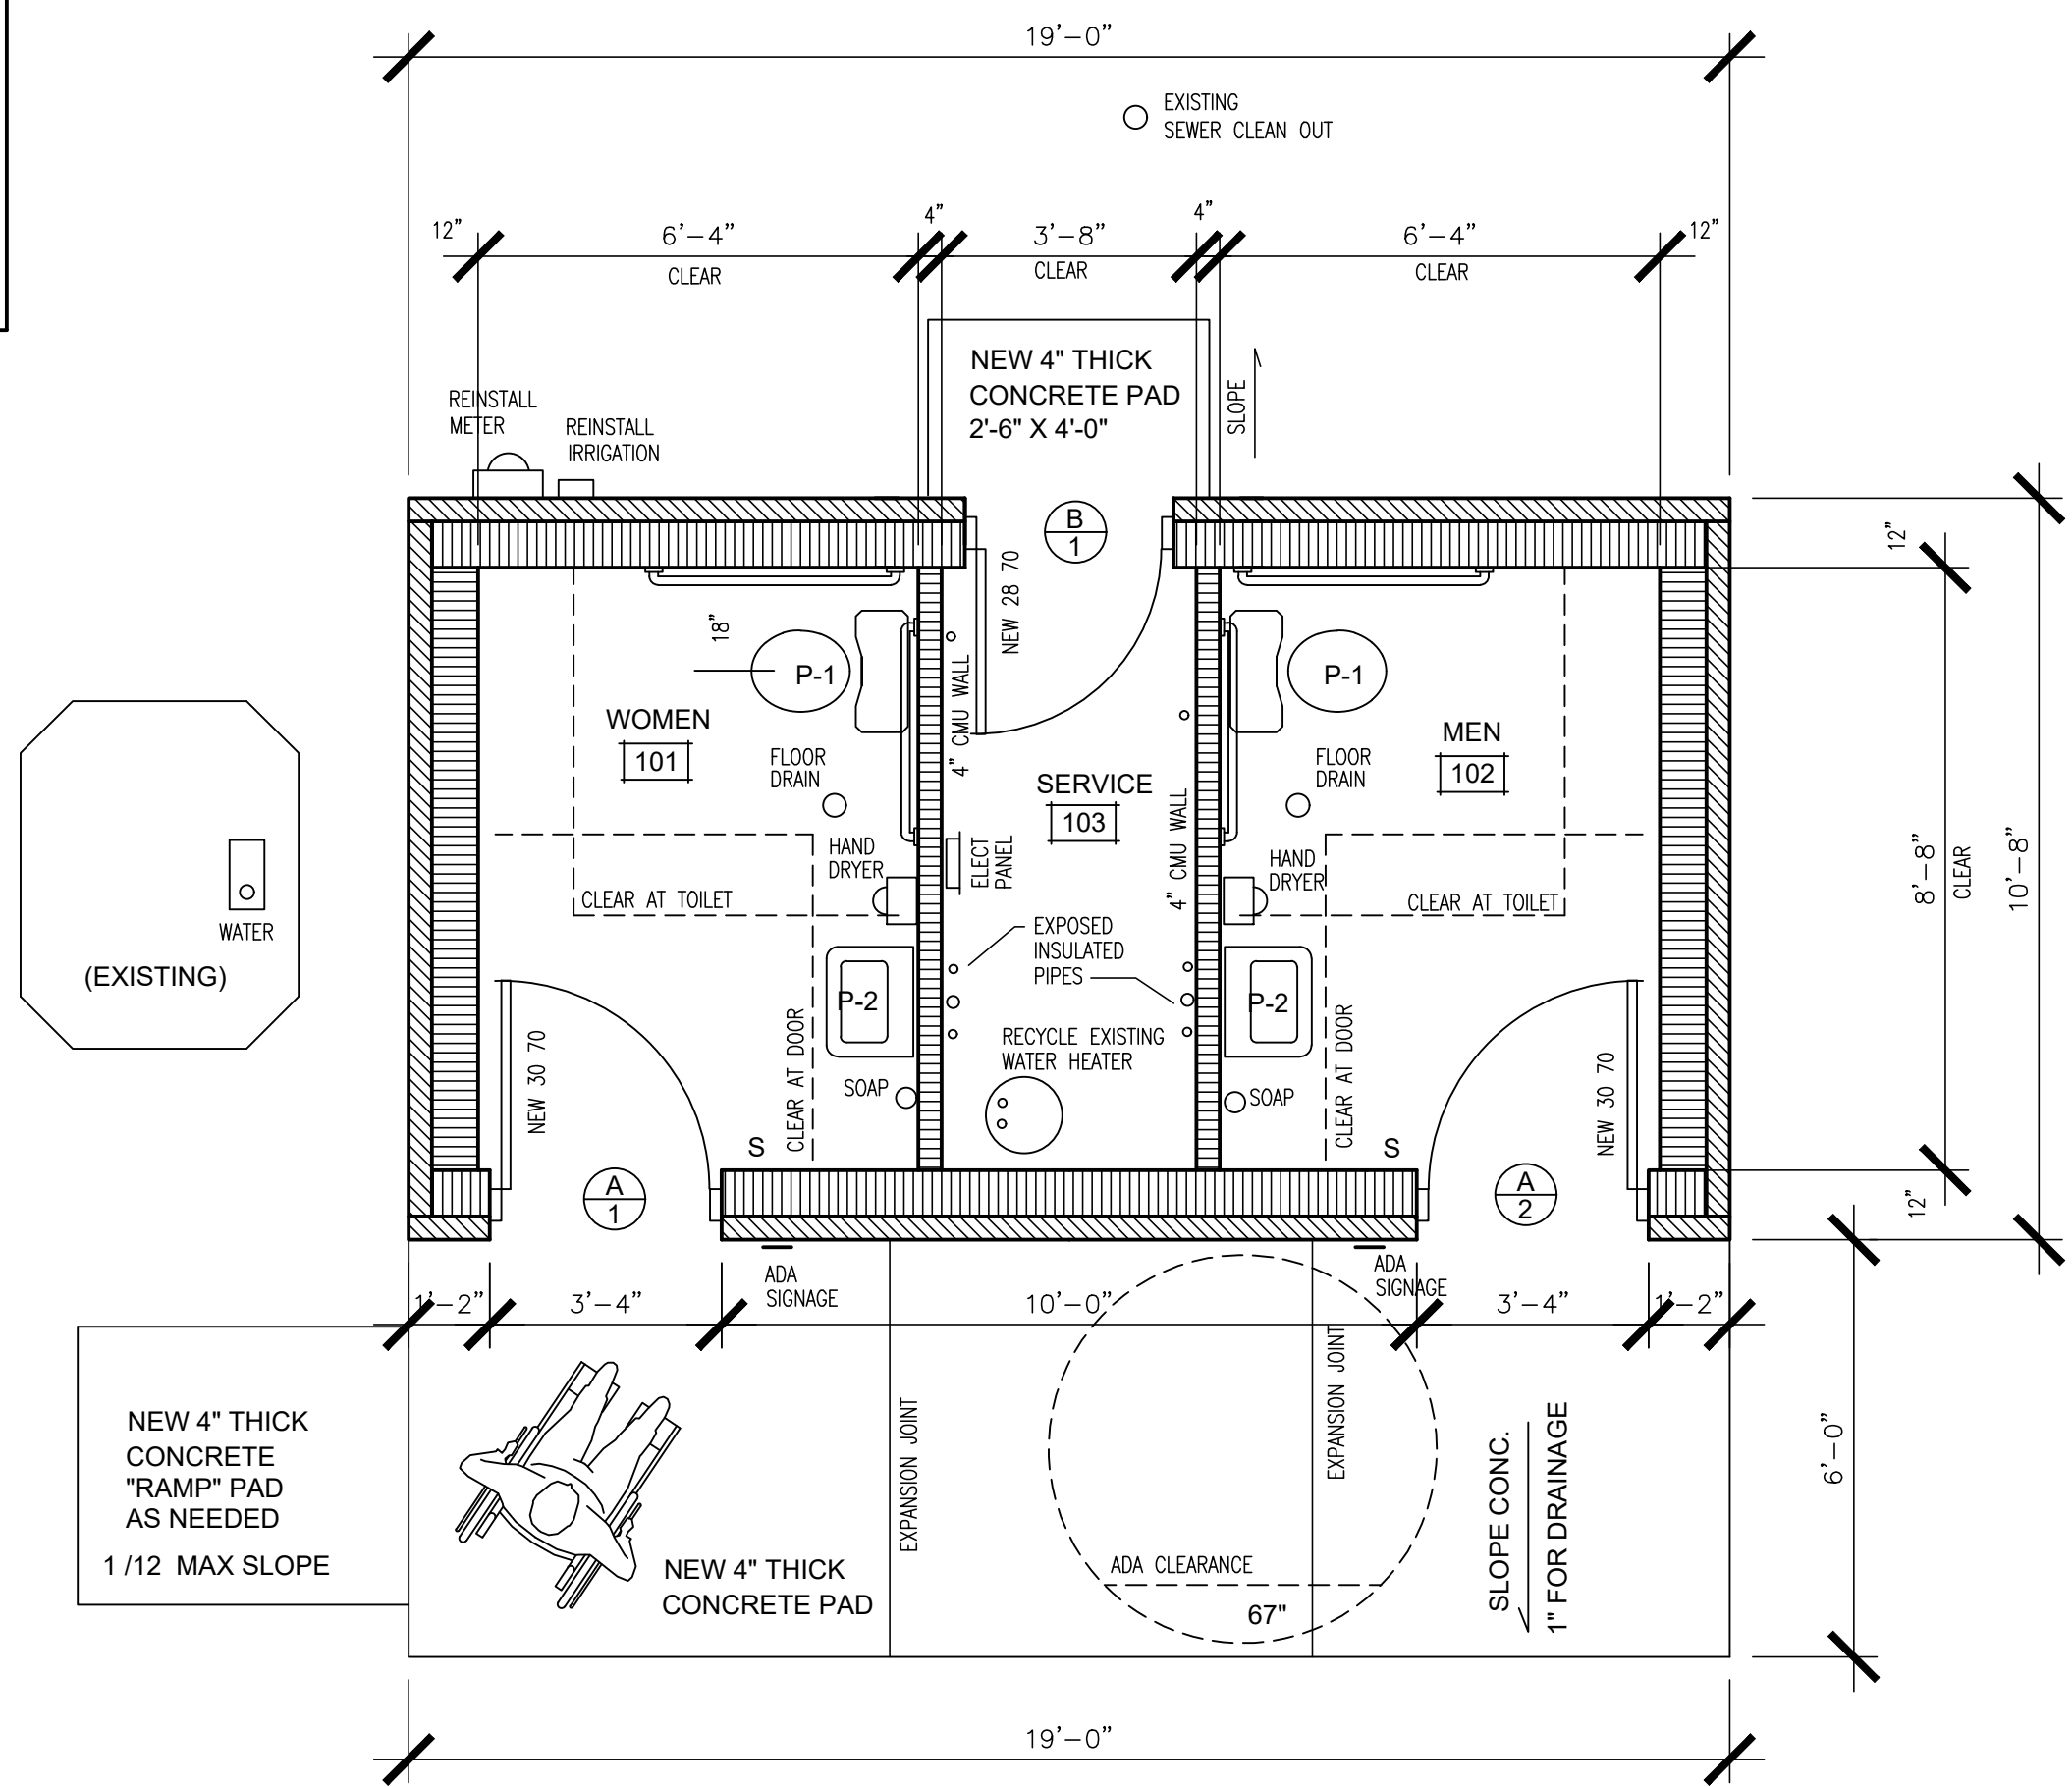 19'-0"
EXISTING
SEWER CLEAN OUT
12"
6'-4"
CLEAR
4"
3'-8"
CLEAR
4"
6'-4"
CLEAR
12"
NEW 4" THICK
CONCRETE PAD
2'-6" X 4'-0"
SLOPE
REINSTALL
METER
REINSTALL
IRRIGATION
B
1
NEW 28 70
12"
18"
P-1
P-1
WOMEN
101
4" CMU WALL
MEN
102
FLOOR
DRAIN
FLOOR
DRAIN
SERVICE
103
4" CMU WALL
HAND
DRYER
ELECT
PANEL
HAND
DRYER
CLEAR AT TOILET
CLEAR AT TOILET
8'-8"
CLEAR
10'-8"
WATER
(EXISTING)
EXPOSED
INSULATED
PIPES
P-2
P-2
RECYCLE EXISTING
WATER HEATER
NEW 30 70
CLEAR AT DOOR
SOAP
SOAP
CLEAR AT DOOR
NEW 30 70
S
S
A
1
A
2
12"
ADA
SIGNAGE
ADA
SIGNAGE
1'-2"
3'-4"
10'-0"
3'-4"
1'-2"
NEW 4" THICK
CONCRETE
"RAMP" PAD
AS NEEDED
1 /12 MAX SLOPE
EXPANSION JOINT
EXPANSION JOINT
SLOPE CONC.
1" FOR DRAINAGE
6'-0"
NEW 4" THICK
CONCRETE PAD
ADA CLEARANCE
67"
19'-0"